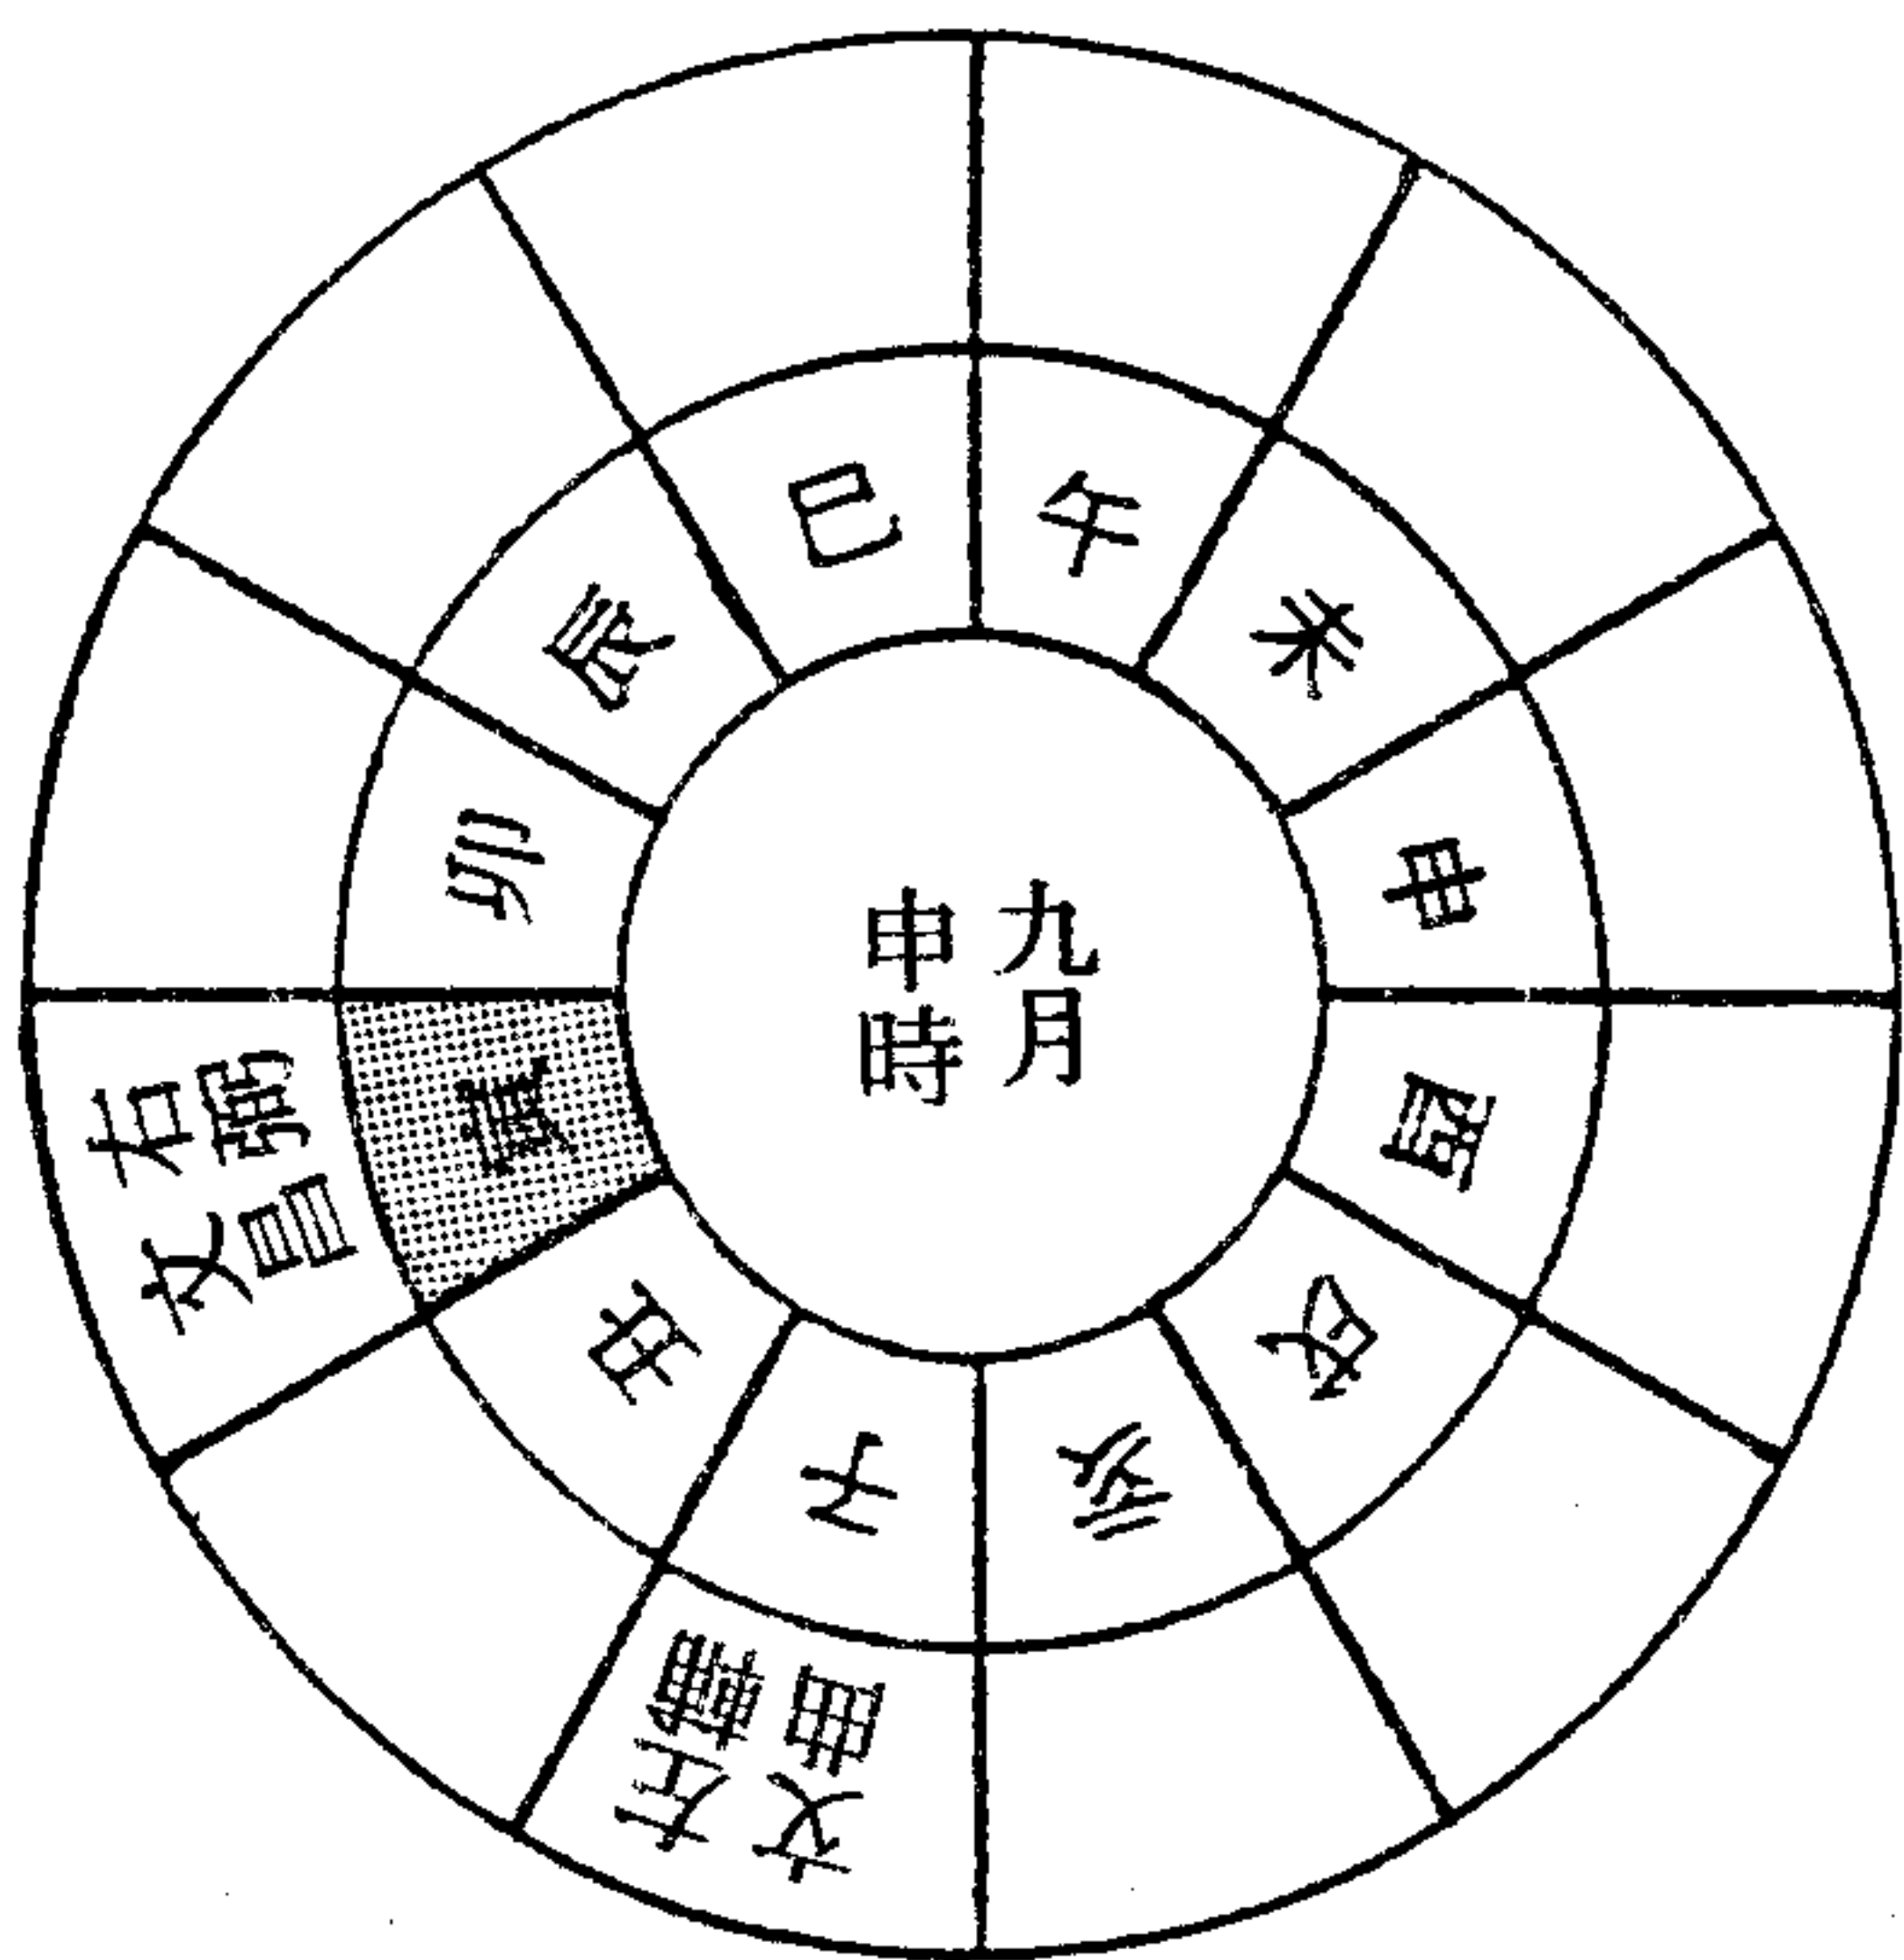 九月
申時
子
丑
寅
卯
辰
巳
午
未
申
酉
戌
亥
右弼
文昌
左輔
文曲